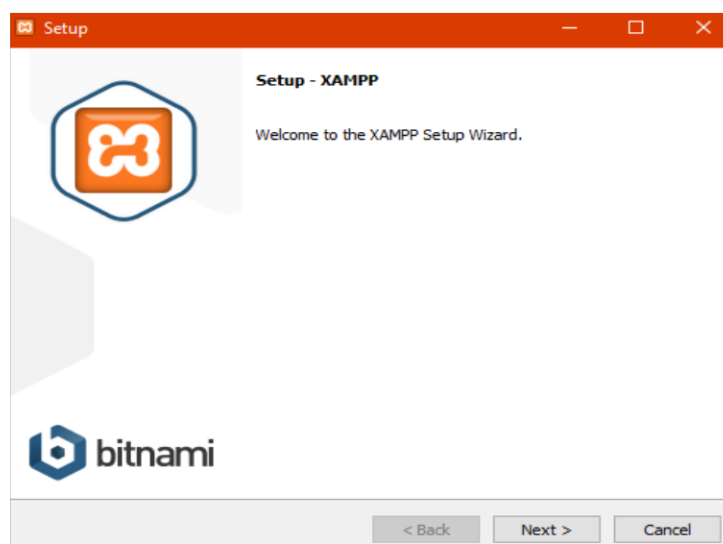 Setup
Setup - XAMPP
Welcome to the XAMPP Setup Wizard.
bitnami
< Back
Next >
Cancel